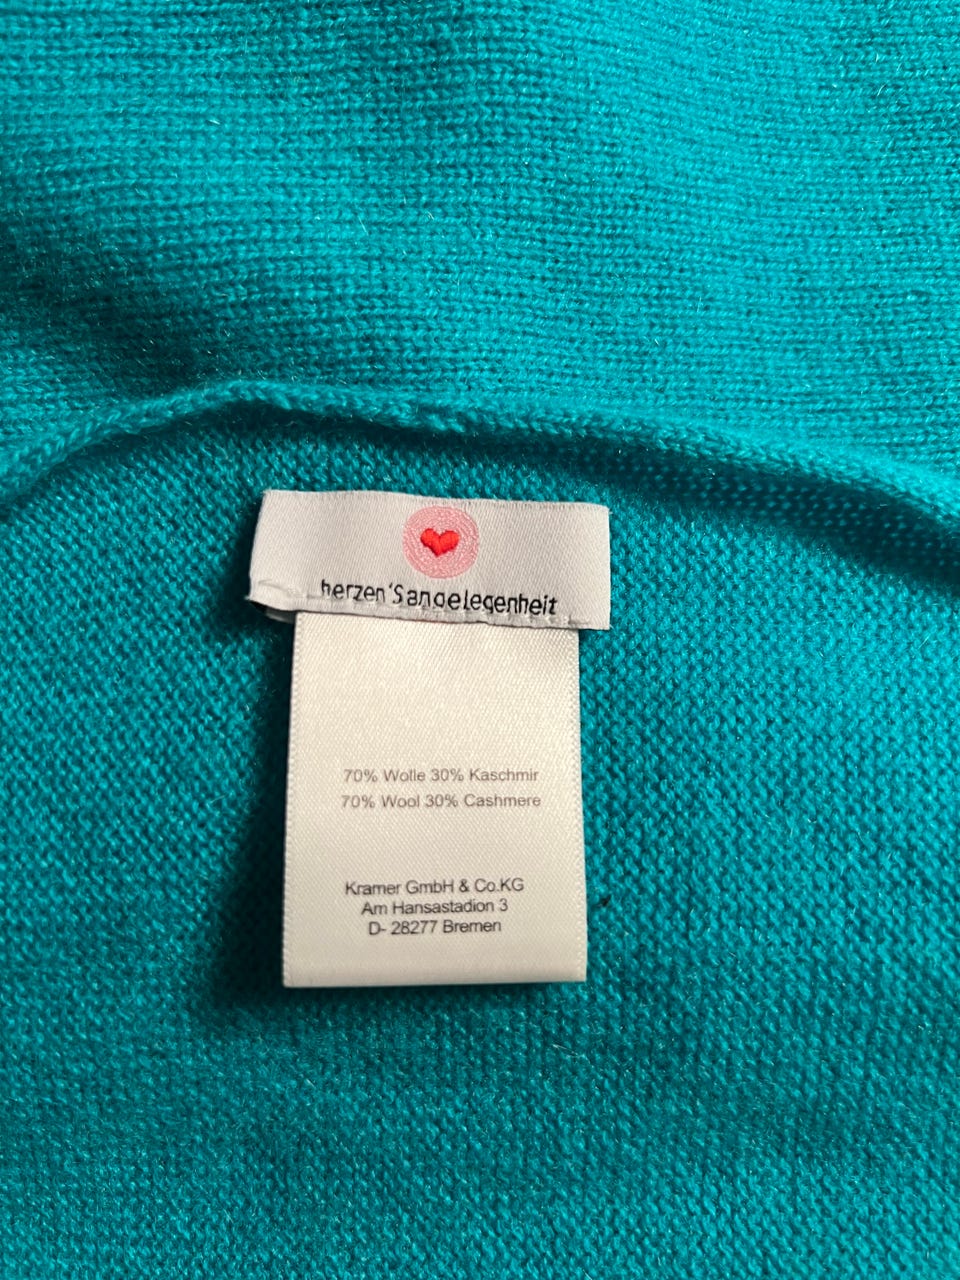 herzen'Sangelegenheit
70% Wolle 30% Kaschmir
70% Wool 30% Cashmere
Kramer GmbH & Co.KG
Am Hansastadion 3
D- 28277 Bremen